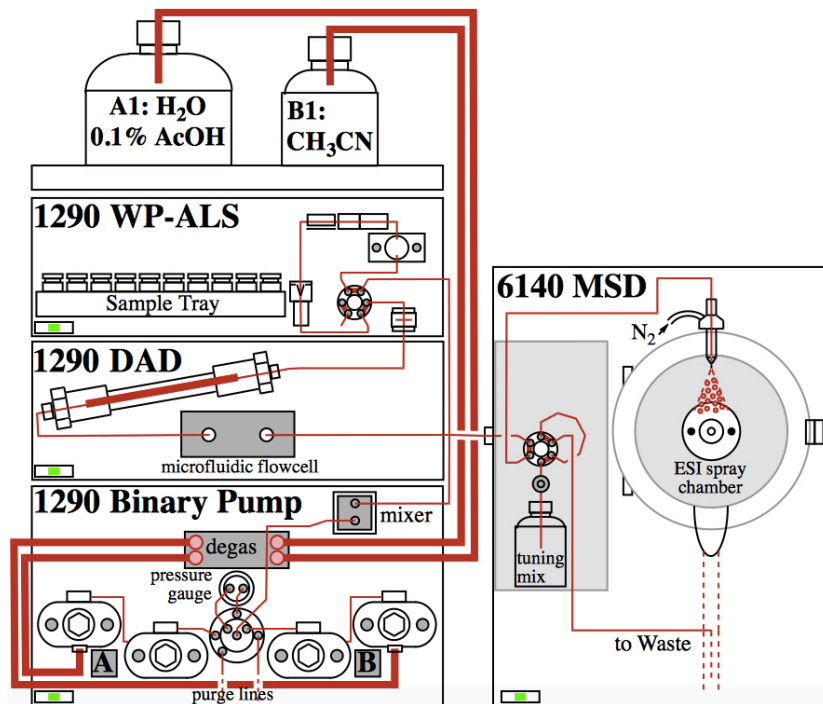 A1: H₂O
0.1% AcOH
B1:
CH₃CN
1290 WP-ALS
Sample Tray
1290 DAD
microfluidic flowcell
1290 Binary Pump
mixer
degas
pressure
gauge
A
B
purge lines
6140 MSD
N₂
ESI spray
chamber
tuning
mix
to Waste